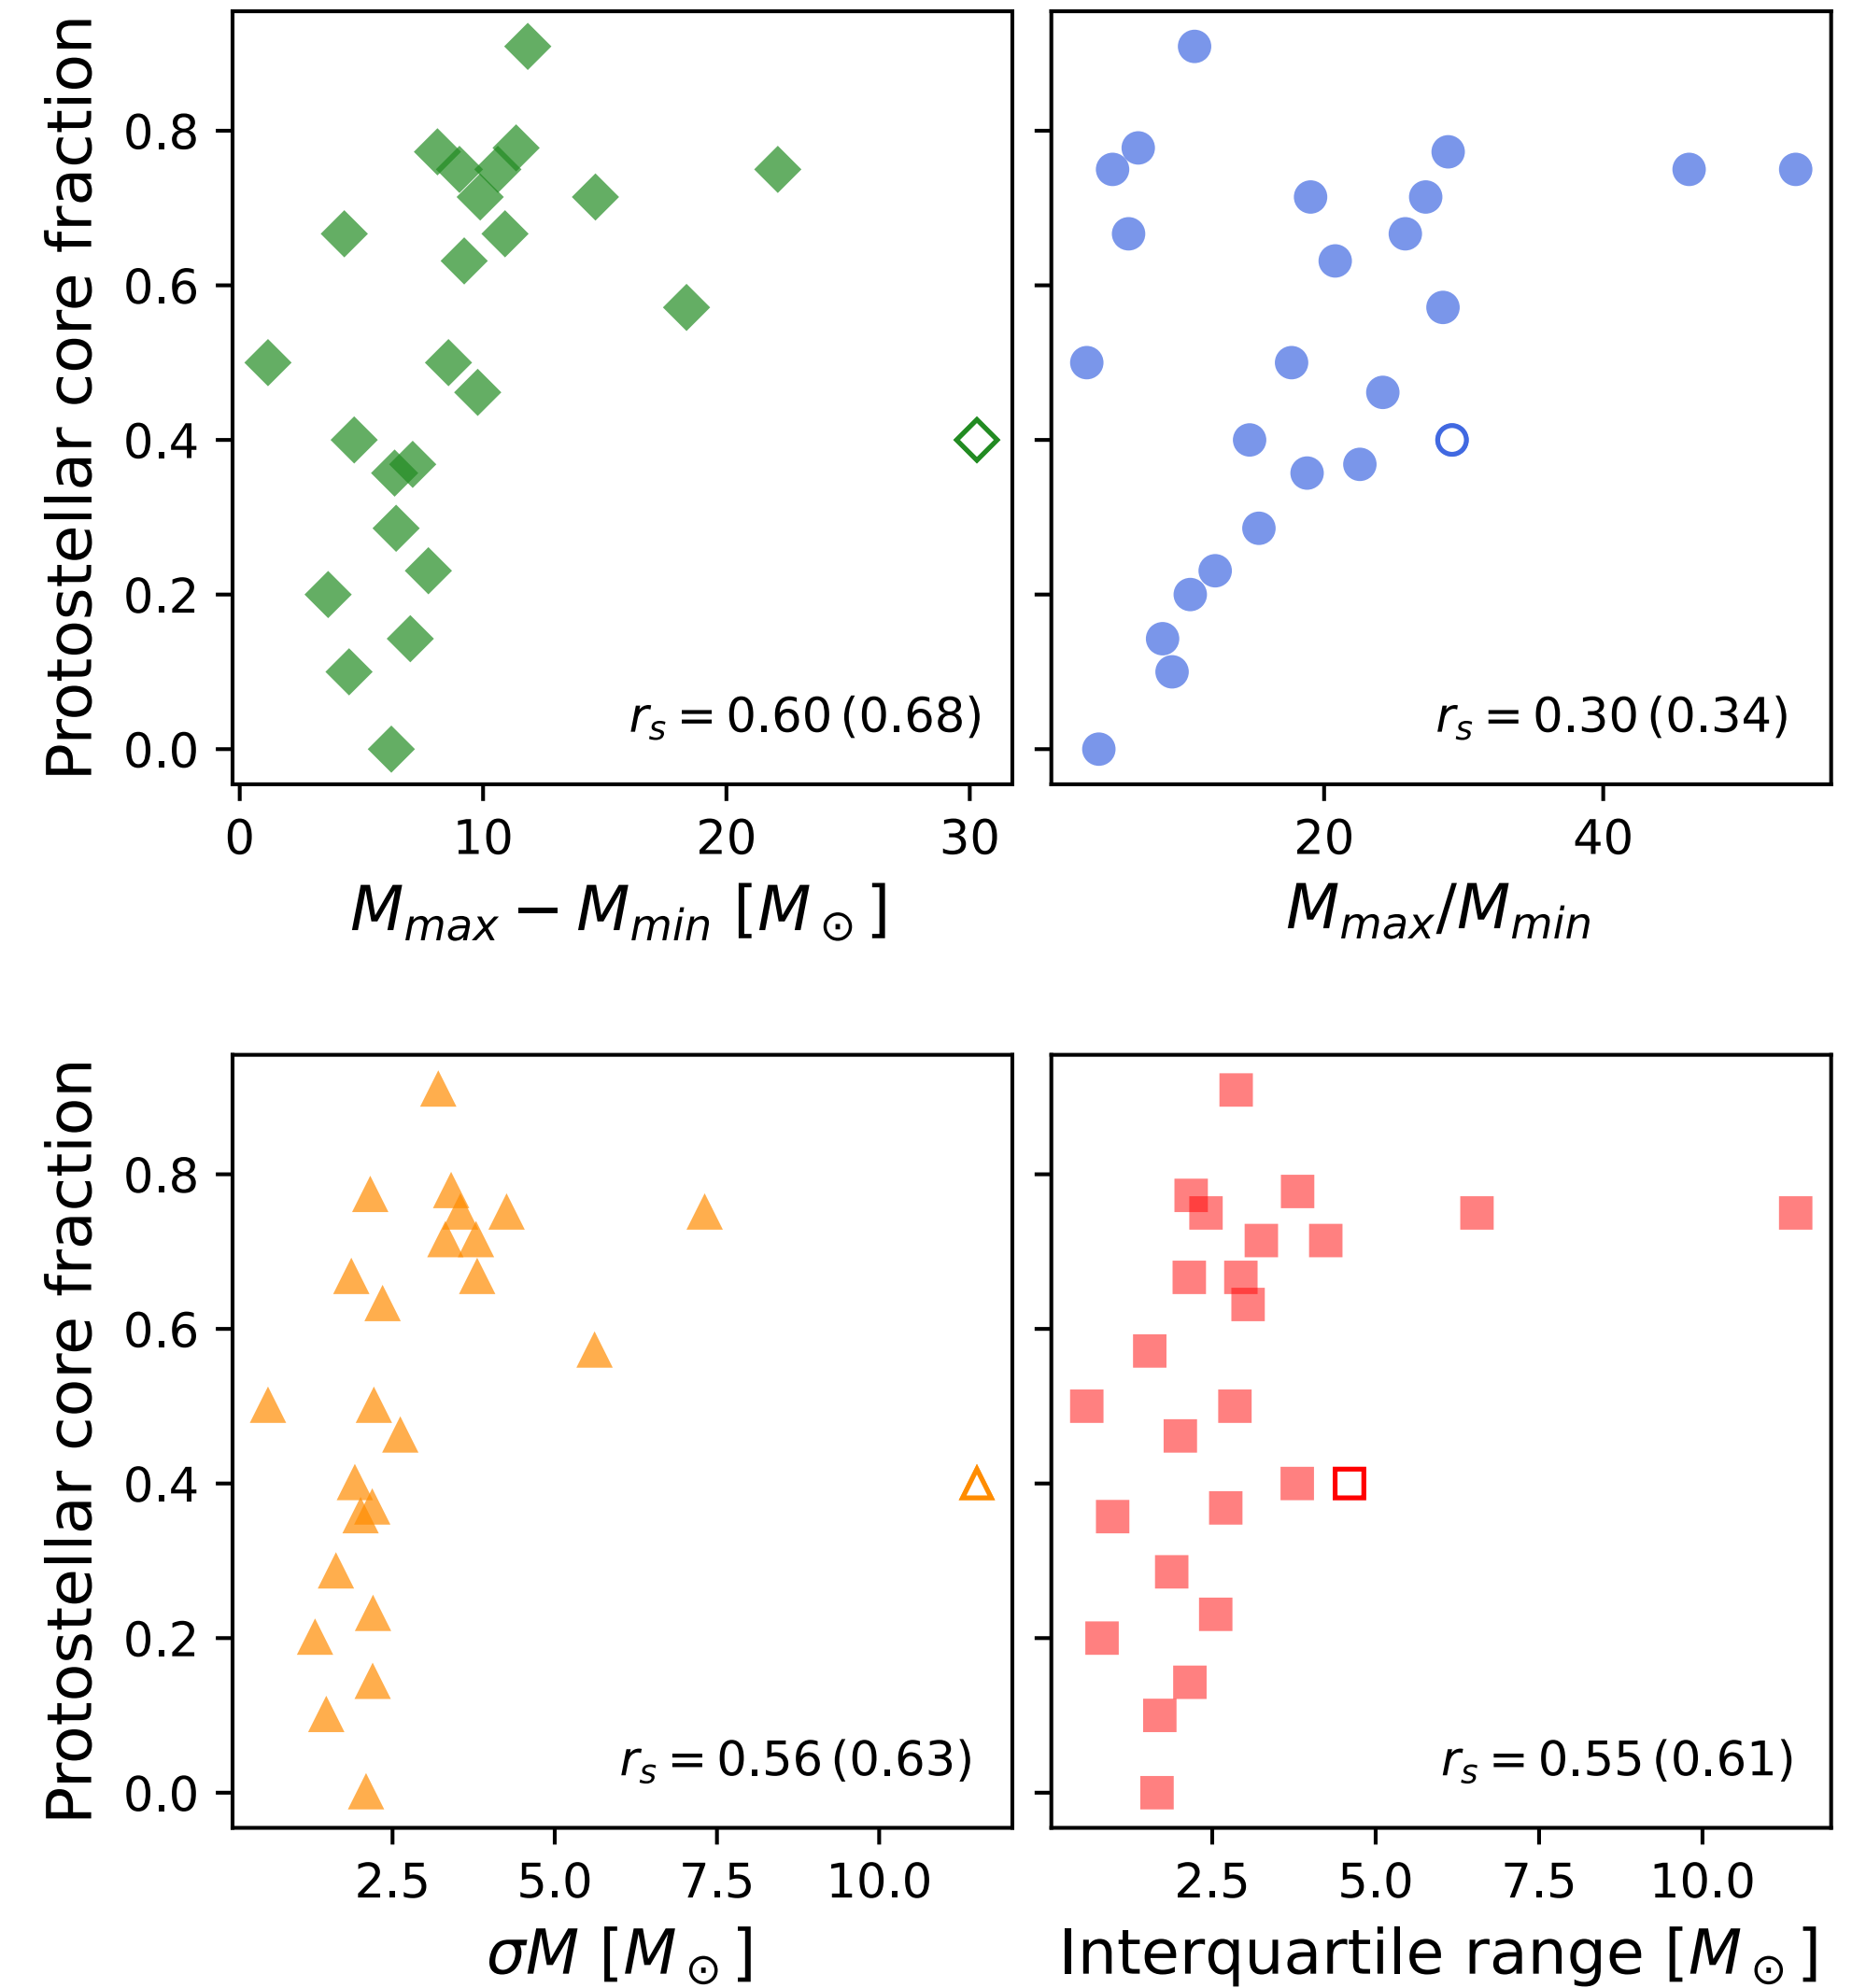 Protostellar core fraction
0.8
0.6
0.4
0.2
0.0
r_s = 0.60 (0.68)
0 10 20 30
M_max − M_min [M_⊙]
r_s = 0.30 (0.34)
20 40
M_max/M_min
Protostellar core fraction
0.8
0.6
0.4
0.2
0.0
r_s = 0.56 (0.63)
2.5 5.0 7.5 10.0
σM [M_⊙]
r_s = 0.55 (0.61)
2.5 5.0 7.5 10.0
Interquartile range [M_⊙]